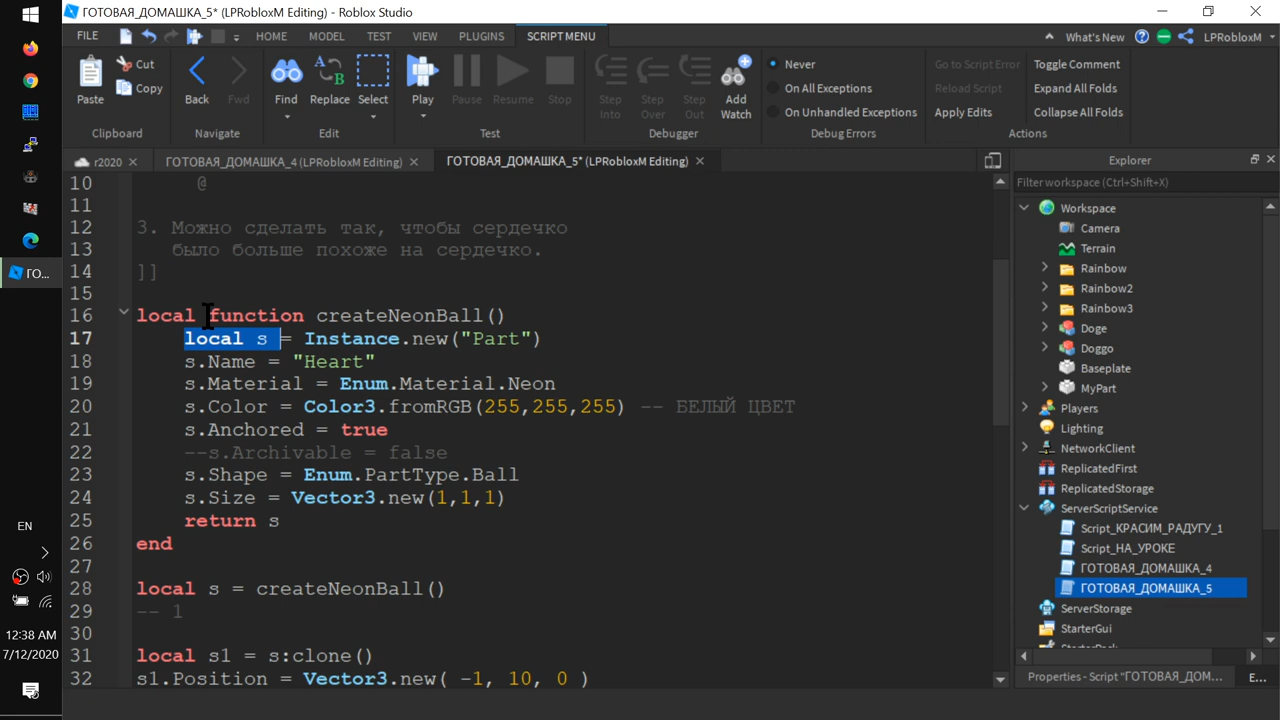 ГОТОВАЯ_ДОМАШКА_5* (LPRobloxM Editing) - Roblox Studio
FILE HOME MODEL TEST VIEW PLUGINS SCRIPT MENU What's New LPRobloxM
Paste Cut Copy Clipboard
Back Fwd Navigate
Find Replace Select Edit
Play Pause Resume Stop Test
Step Into Step Over Step Out Add Watch Debugger
Never
On All Exceptions
On Unhandled Exceptions
Debug Errors
Go to Script Error
Reload Script
Apply Edits
Toggle Comment
Expand All Folds
Collapse All Folds
Actions
r2020 ГОТОВАЯ_ДОМАШКА_4 (LPRobloxM Editing) ГОТОВАЯ_ДОМАШКА_5* (LPRobloxM Editing)
10 @
11
12 3. Можно сделать так, чтобы сердечко
13 было больше похоже на сердечко.
14 ]]
15
16 local function createNeonBall()
17 local s = Instance.new("Part")
18 s.Name = "Heart"
19 s.Material = Enum.Material.Neon
20 s.Color = Color3.fromRGB(255,255,255) -- БЕЛЫЙ ЦВЕТ
21 s.Anchored = true
22 --s.Archivable = false
23 s.Shape = Enum.PartType.Ball
24 s.Size = Vector3.new(1,1,1)
25 return s
26 end
27
28 local s = createNeonBall()
29 -- 1
30
31 local s1 = s:clone()
32 s1.Position = Vector3.new( -1, 10, 0 )
Explorer
Filter workspace (Ctrl+Shift+X)
Workspace
Camera
Terrain
Rainbow
Rainbow2
Rainbow3
Doge
Doggo
Baseplate
MyPart
Players
Lighting
NetworkClient
ReplicatedFirst
ReplicatedStorage
ServerScriptService
Script_КРАСИМ_РАДУГУ_1
Script_НА_УРОКЕ
ГОТОВАЯ_ДОМАШКА_4
ГОТОВАЯ_ДОМАШКА_5
ServerStorage
StarterGui
StarterPack
Properties - Script "ГОТОВАЯ_ДОМ... E...
ГО...
EN
12:38 AM
7/12/2020